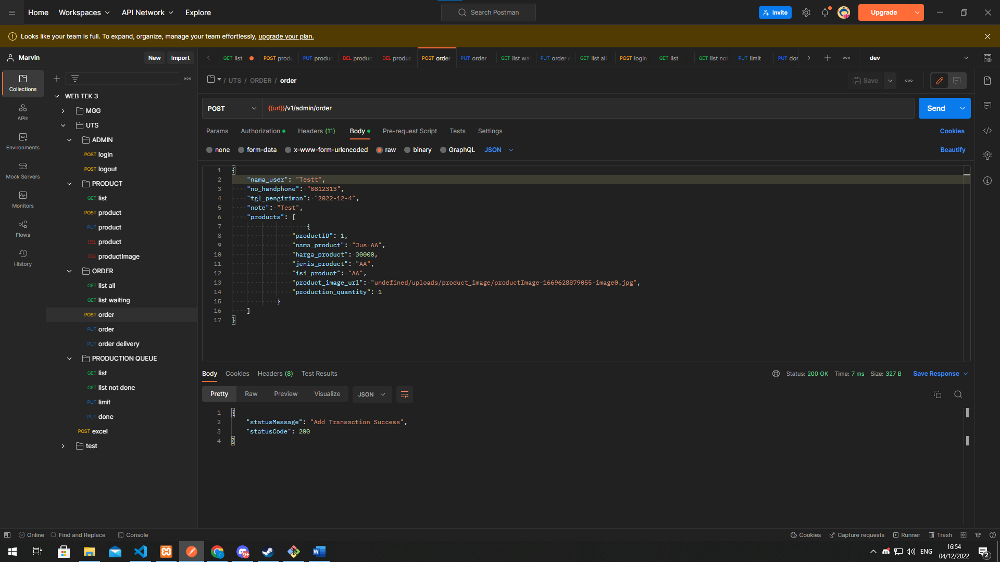 Home
Workspaces
API Network
Explore
Search Postman
Invite
Upgrade
Looks like your team is full. To expand, organize, manage your team effortlessly, upgrade your plan.
Marvin
New
Import
GET list
POST produ
PUT produc
DEL produc
DEL produc
POST order
PUT order
GET list wai
PUT order d
GET list all
POST login
GET list
GET list not
PUT limit
PUT don
dev
Collections
APIs
Environments
Mock Servers
Monitors
Flows
History
WEB TEK 3
MGG
UTS
ADMIN
POST login
POST logout
PRODUCT
GET list
POST product
PUT product
DEL product
DEL productImage
ORDER
GET list all
GET list waiting
POST order
PUT order
PUT order delivery
PRODUCTION QUEUE
GET list
GET list not done
PUT limit
PUT done
POST excel
test
/ UTS / ORDER / order
Save
POST
{{url}}/v1/admin/order
Send
Params
Authorization
Headers (11)
Body
Pre-request Script
Tests
Settings
Cookies
none
form-data
x-www-form-urlencoded
raw
binary
GraphQL
JSON
Beautify
1 {
2 "nama_user": "Testt",
3 "no_handphone": "0812313",
4 "tgl_pengiriman": "2022-12-4",
5 "note": "Test",
6 "products": [
7 {
8 "productID": 1,
9 "nama_product": "Jus AA",
10 "harga_product": 30000,
11 "jenis_product": "AA",
12 "isi_product": "AA",
13 "product_image_url": "undefined/uploads/product_image/productImage-1669628879055-image0.jpg",
14 "production_quantity": 1
15 }
16 ]
17 }
Body
Cookies
Headers (8)
Test Results
Status: 200 OK
Time: 7 ms
Size: 327 B
Save Response
Pretty
Raw
Preview
Visualize
JSON
1 {
2 "statusMessage": "Add Transaction Success",
3 "statusCode": 200
4 }
Online
Find and Replace
Console
Cookies
Capture requests
Runner
Trash
9+
ENG
16:54
04/12/2022
2